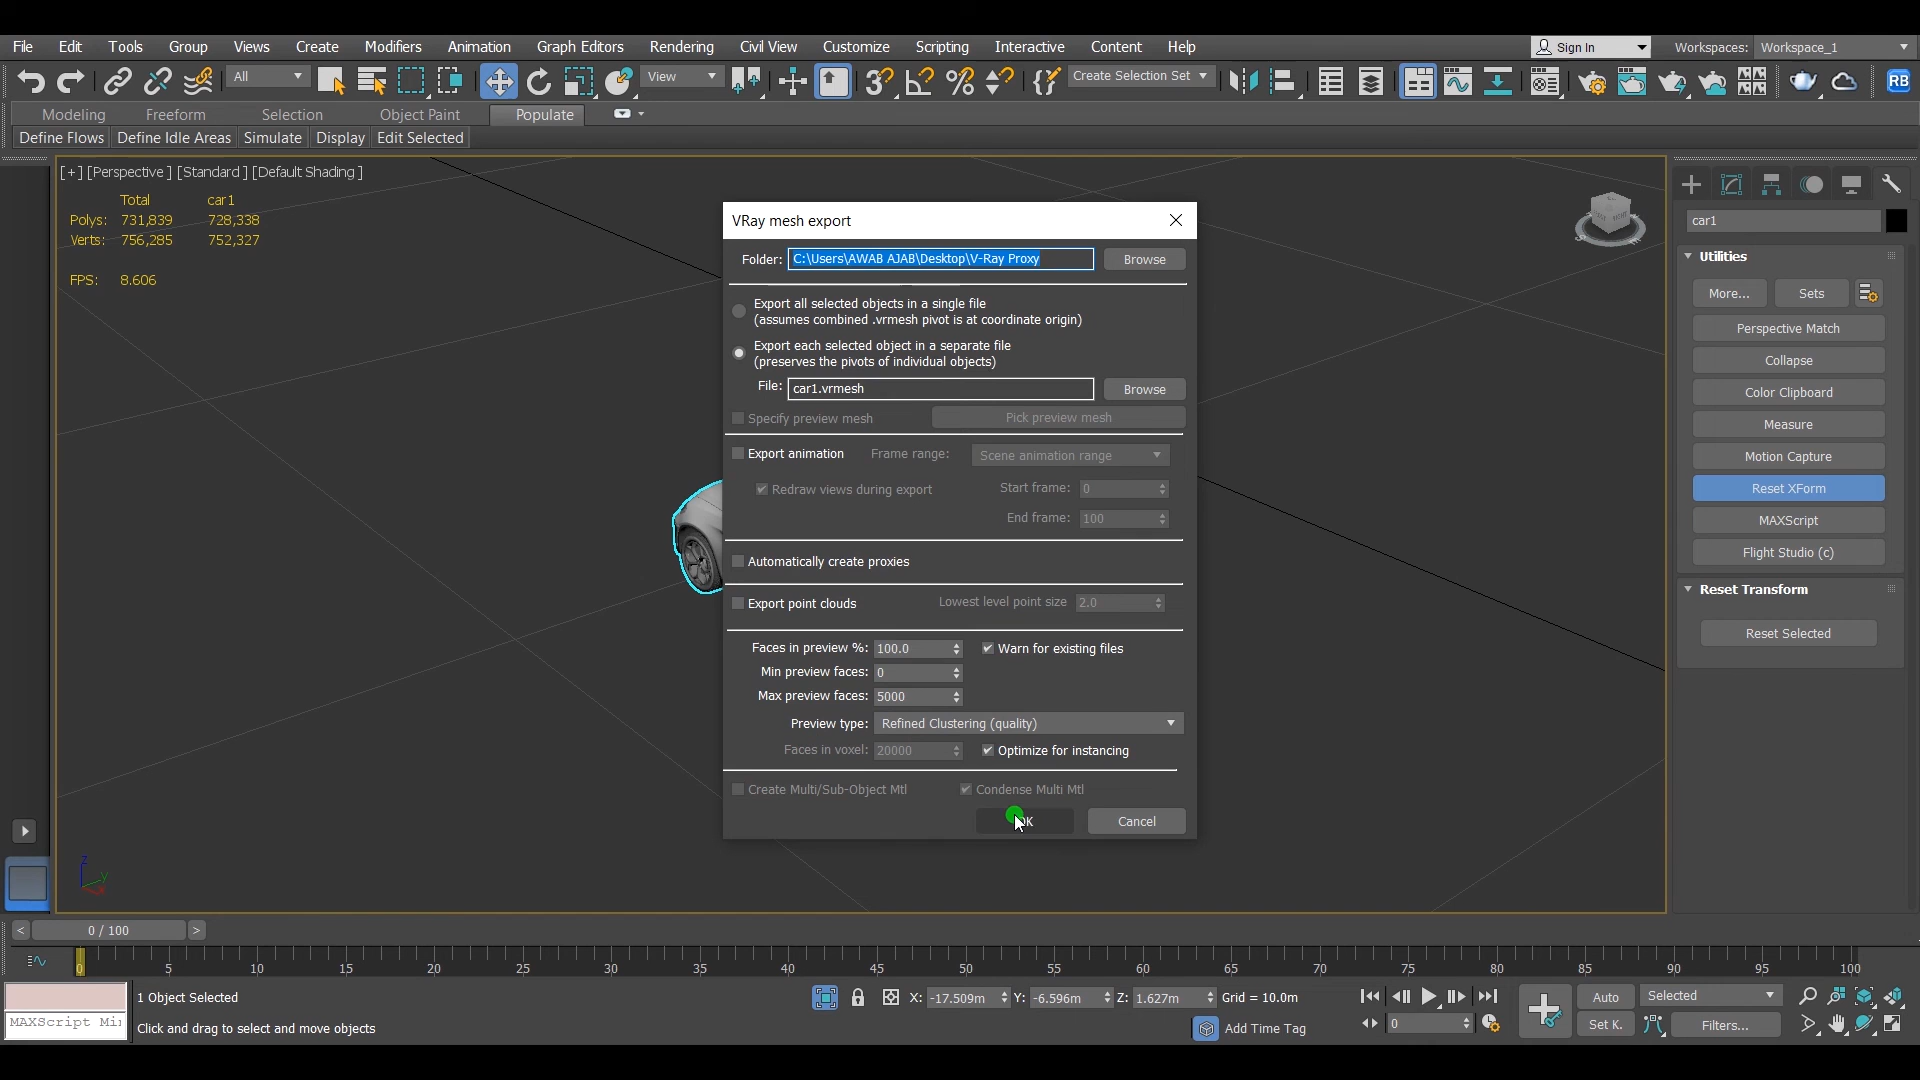 File Edit Tools Group Views Create Modifiers Animation Graph Editors Rendering Civil View Customize Scripting Interactive Content Help Sign In Workspaces: Workspace_1
All View Create Selection Set RB
Modeling Freeform Selection Object Paint Populate
Define Flows Define Idle Areas Simulate Display Edit Selected
[+] [Perspective ] [Standard ] [Default Shading ]
Total car1
Polys: 731,839 728,338
Verts: 756,285 752,327
FPS: 8.606
VRay mesh export
Folder: C:\Users\AWAB AJAB\Desktop\V-Ray Proxy Browse
Export all selected objects in a single file
(assumes combined .vrmesh pivot is at coordinate origin)
Export each selected object in a separate file
(preserves the pivots of individual objects)
File: car1.vrmesh Browse
Specify preview mesh Pick preview mesh
Export animation Frame range: Scene animation range
Redraw views during export Start frame: 0
End frame: 100
Automatically create proxies
Export point clouds Lowest level point size 2.0
Faces in preview %: 100.0 Warn for existing files
Min preview faces: 0
Max preview faces: 5000
Preview type: Refined Clustering (quality)
Faces in voxel: 20000 Optimize for instancing
Create Multi/Sub-Object Mtl Condense Multi Mtl
Cancel
car1
Utilities
More... Sets
Perspective Match
Collapse
Color Clipboard
Measure
Motion Capture
Reset XForm
MAXScript
Flight Studio (c)
Reset Transform
Reset Selected
z
y
x
< 0 / 100 >
0 5 10 15 20 25 30 35 40 45 50 55 60 65 70 75 80 85 90 95 100
1 Object Selected X: -17.509m Y: -6.596m Z: 1.627m Grid = 10.0m Auto Selected
MAXScript Mi Click and drag to select and move objects Add Time Tag 0 Set K. Filters...